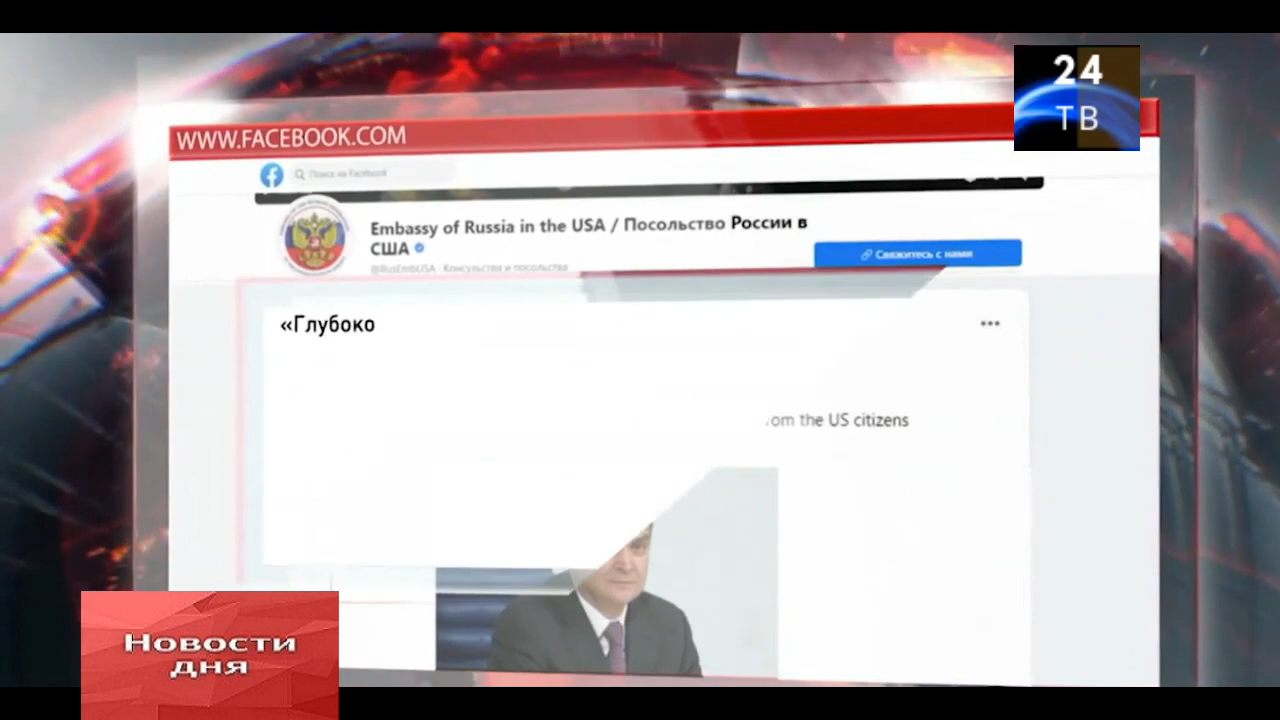 24
ТВ
WWW.FACEBOOK.COM
Поиск на Facebook
Embassy of Russia in the USA / Посольство России в
США
@RusEmbUSA · Консульства и посольства
Свяжитесь с нами
«Глубоко
om the US citizens
Новости
дня